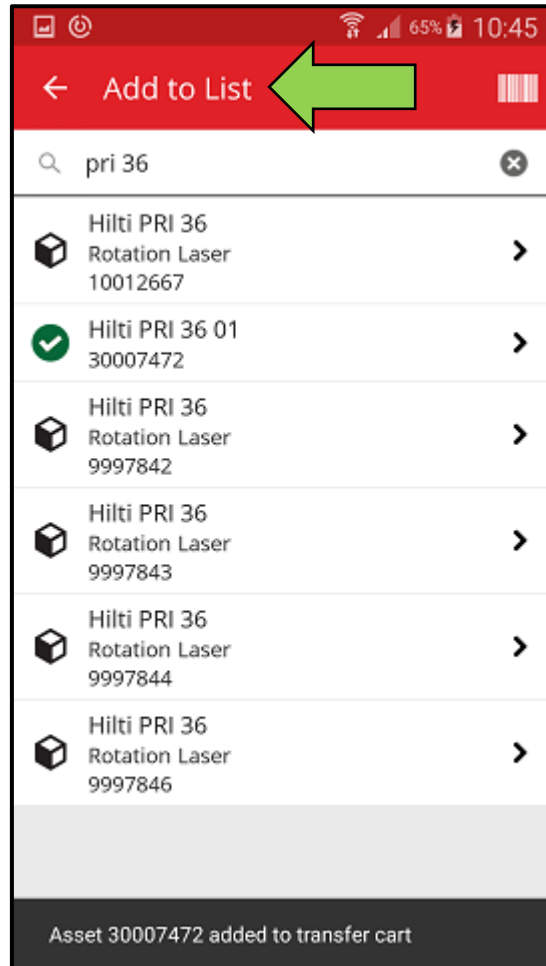 65% 10:45
Add to List
pri 36
Hilti PRI 36
Rotation Laser
10012667
Hilti PRI 36 01
30007472
Hilti PRI 36
Rotation Laser
9997842
Hilti PRI 36
Rotation Laser
9997843
Hilti PRI 36
Rotation Laser
9997844
Hilti PRI 36
Rotation Laser
9997846
Asset 30007472 added to transfer cart